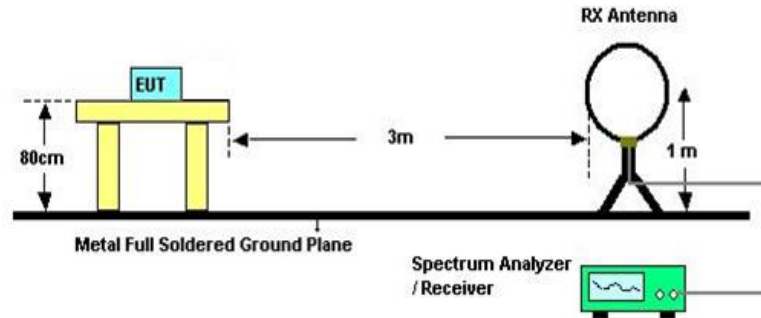 RX Antenna
EUT
3m
80cm
1 m
Metal Full Soldered Ground Plane
Spectrum Analyzer
/ Receiver